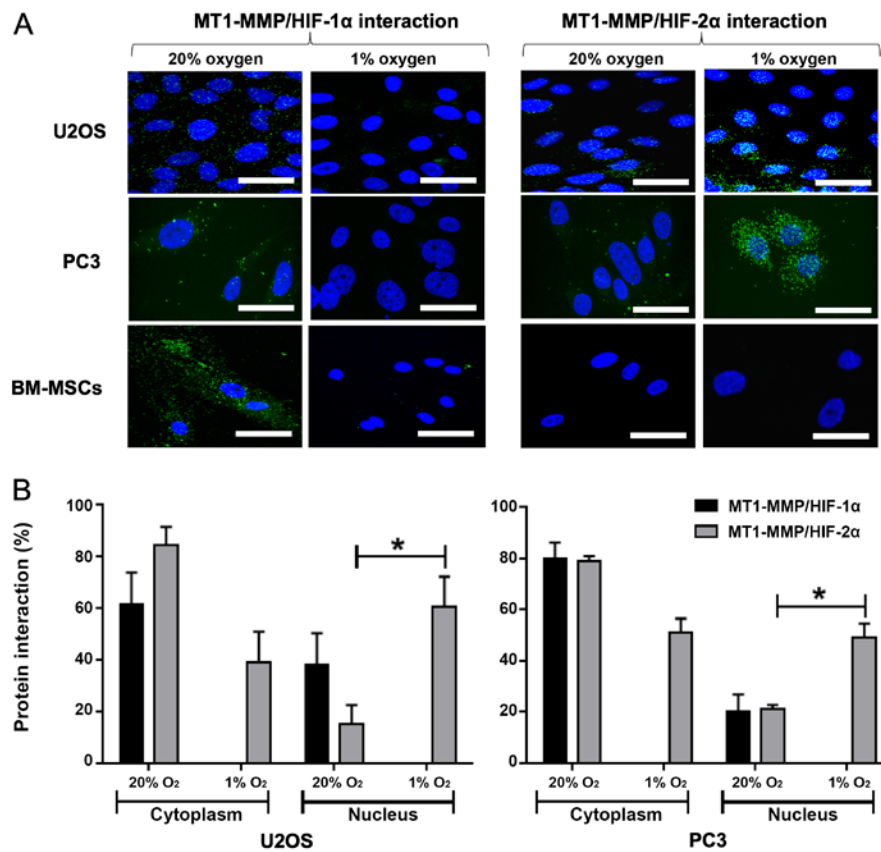 A
MT1-MMP/HIF-1α interaction
MT1-MMP/HIF-2α interaction
20% oxygen
1% oxygen
20% oxygen
1% oxygen
U2OS
PC3
BM-MSCs
B
Protein interaction (%)
100
80
60
40
20
0
*
20% O₂
1% O₂
20% O₂
1% O₂
Cytoplasm
Nucleus
U2OS
MT1-MMP/HIF-1α
MT1-MMP/HIF-2α
100
80
60
40
20
0
*
20% O₂
1% O₂
20% O₂
1% O₂
Cytoplasm
Nucleus
PC3